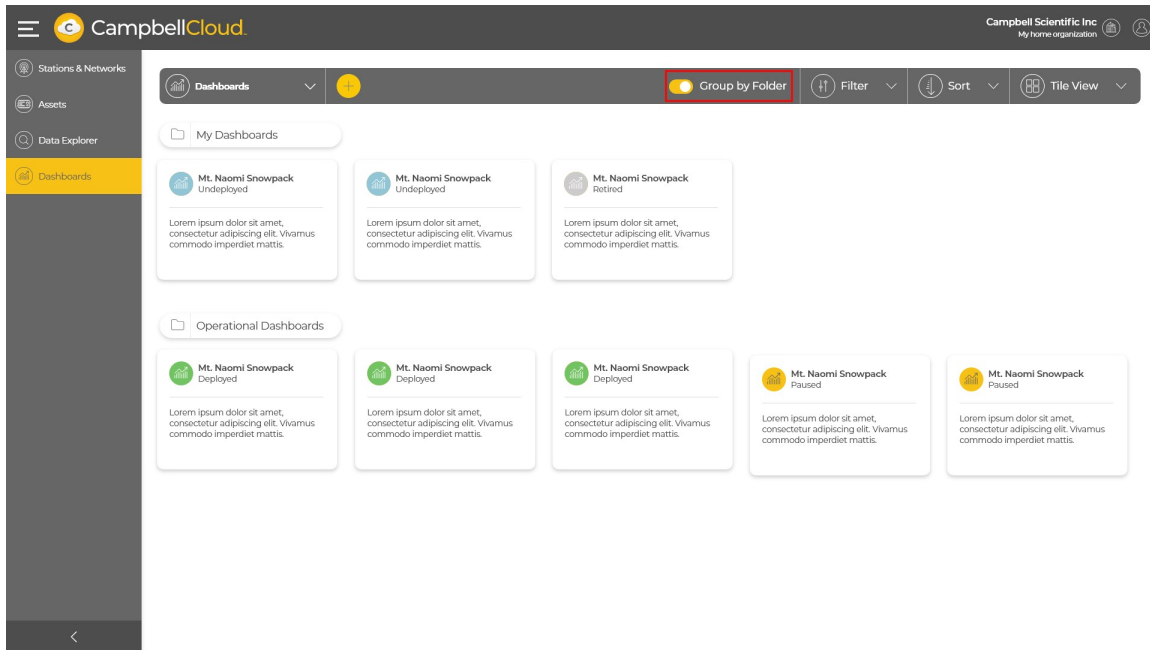 CampbellCloud.
Campbell Scientific Inc
My home organization
Stations & Networks
Assets
Data Explorer
Dashboards
Dashboards
Group by Folder
Filter
Sort
Tile View
My Dashboards
Mt. Naomi Snowpack
Undeployed
Lorem ipsum dolor sit amet,
consectetur adipiscing elit. Vivamus
commodo imperdiet mattis.
Mt. Naomi Snowpack
Undeployed
Lorem ipsum dolor sit amet,
consectetur adipiscing elit. Vivamus
commodo imperdiet mattis.
Mt. Naomi Snowpack
Retired
Lorem ipsum dolor sit amet,
consectetur adipiscing elit. Vivamus
commodo imperdiet mattis.
Operational Dashboards
Mt. Naomi Snowpack
Deployed
Lorem ipsum dolor sit amet,
consectetur adipiscing elit. Vivamus
commodo imperdiet mattis.
Mt. Naomi Snowpack
Deployed
Lorem ipsum dolor sit amet,
consectetur adipiscing elit. Vivamus
commodo imperdiet mattis.
Mt. Naomi Snowpack
Deployed
Lorem ipsum dolor sit amet,
consectetur adipiscing elit. Vivamus
commodo imperdiet mattis.
Mt. Naomi Snowpack
Paused
Lorem ipsum dolor sit amet,
consectetur adipiscing elit. Vivamus
commodo imperdiet mattis.
Mt. Naomi Snowpack
Paused
Lorem ipsum dolor sit amet,
consectetur adipiscing elit. Vivamus
commodo imperdiet mattis.